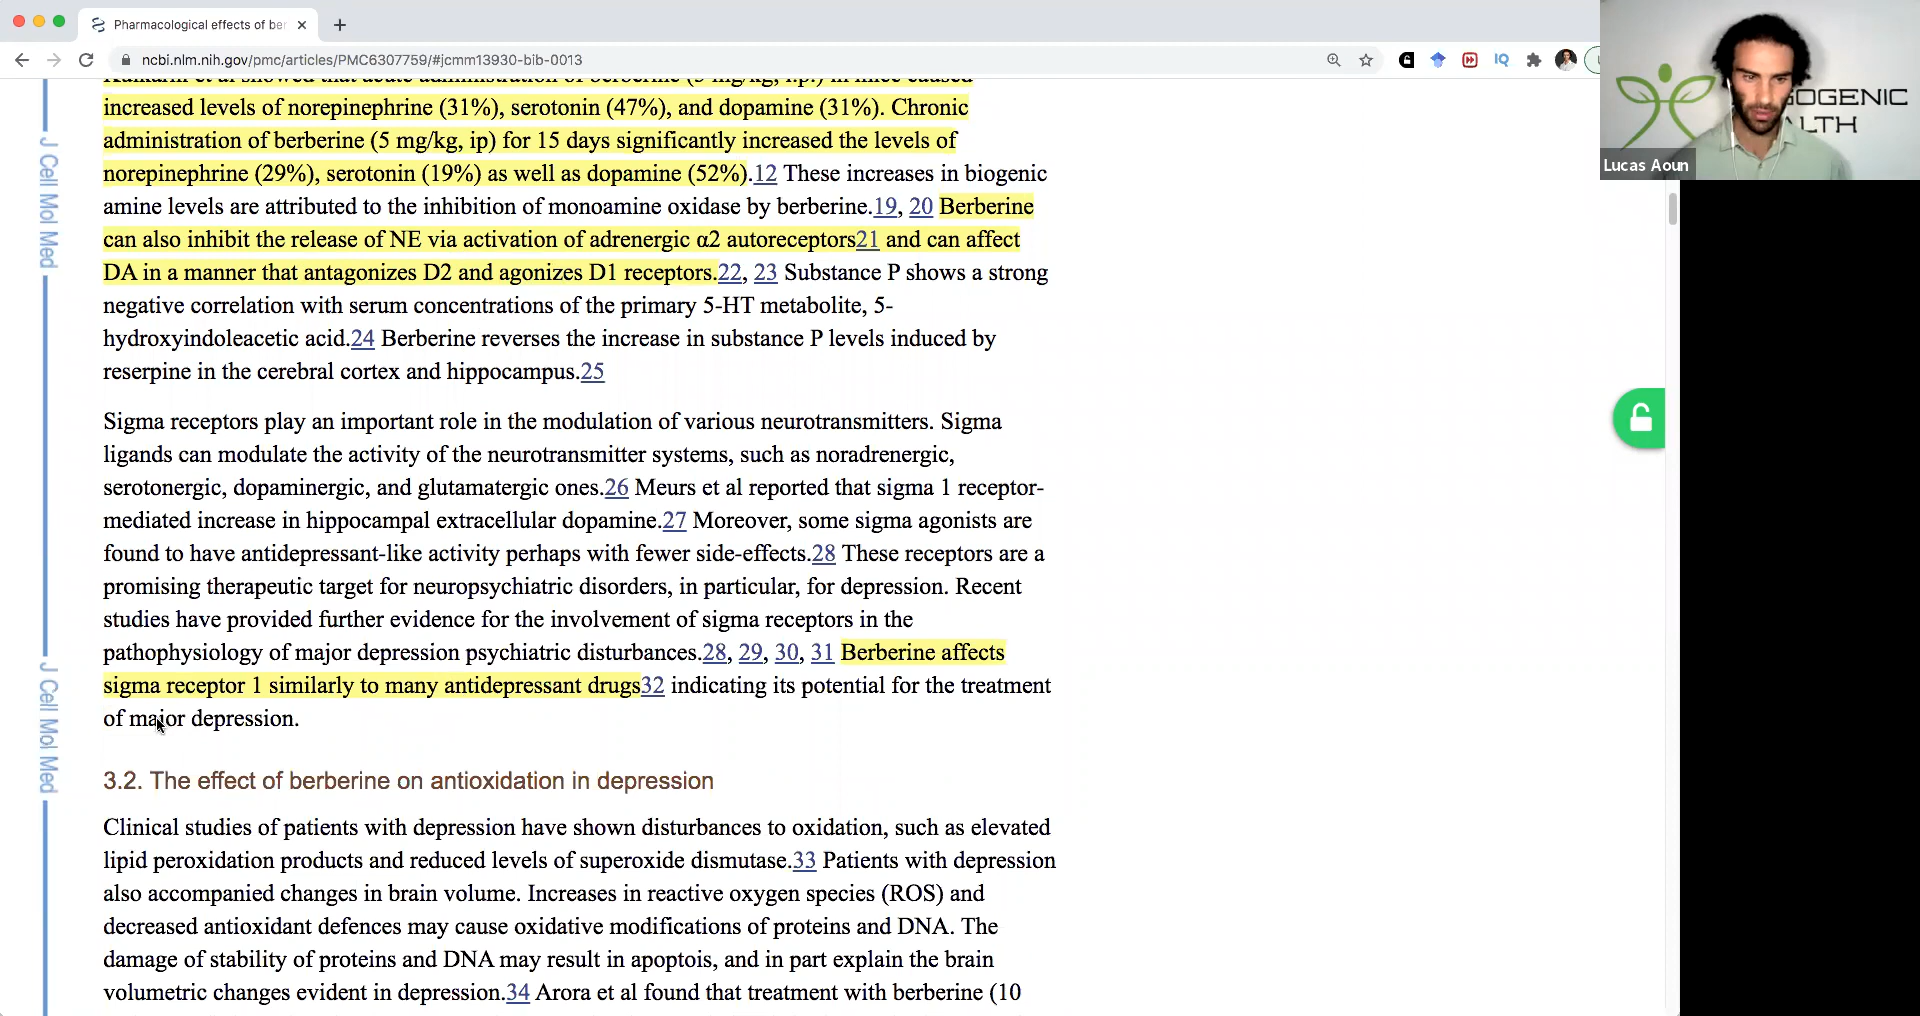 Pharmacological effects of ber
ncbi.nlm.nih.gov/pmc/articles/PMC6307759/#jcmm13930-bib-0013
IQ
Kulkarni et al showed that acute administration of berberine (5 mg/kg, i.p.) in mice caused
increased levels of norepinephrine (31%), serotonin (47%), and dopamine (31%). Chronic
administration of berberine (5 mg/kg, ip) for 15 days significantly increased the levels of
norepinephrine (29%), serotonin (19%) as well as dopamine (52%).12 These increases in biogenic
amine levels are attributed to the inhibition of monoamine oxidase by berberine.19, 20 Berberine
can also inhibit the release of NE via activation of adrenergic α2 autoreceptors21 and can affect
DA in a manner that antagonizes D2 and agonizes D1 receptors.22, 23 Substance P shows a strong
negative correlation with serum concentrations of the primary 5-HT metabolite, 5-
hydroxyindoleacetic acid.24 Berberine reverses the increase in substance P levels induced by
reserpine in the cerebral cortex and hippocampus.25
Sigma receptors play an important role in the modulation of various neurotransmitters. Sigma
ligands can modulate the activity of the neurotransmitter systems, such as noradrenergic,
serotonergic, dopaminergic, and glutamatergic ones.26 Meurs et al reported that sigma 1 receptor-
mediated increase in hippocampal extracellular dopamine.27 Moreover, some sigma agonists are
found to have antidepressant-like activity perhaps with fewer side-effects.28 These receptors are a
promising therapeutic target for neuropsychiatric disorders, in particular, for depression. Recent
studies have provided further evidence for the involvement of sigma receptors in the
pathophysiology of major depression psychiatric disturbances.28, 29, 30, 31 Berberine affects
sigma receptor 1 similarly to many antidepressant drugs32 indicating its potential for the treatment
of major depression.
3.2. The effect of berberine on antioxidation in depression
Clinical studies of patients with depression have shown disturbances to oxidation, such as elevated
lipid peroxidation products and reduced levels of superoxide dismutase.33 Patients with depression
also accompanied changes in brain volume. Increases in reactive oxygen species (ROS) and
decreased antioxidant defences may cause oxidative modifications of proteins and DNA. The
damage of stability of proteins and DNA may result in apoptois, and in part explain the brain
volumetric changes evident in depression.34 Arora et al found that treatment with berberine (10
J Cell Mol Med
J Cell Mol Med
OGENIC
LTH
Lucas Aoun